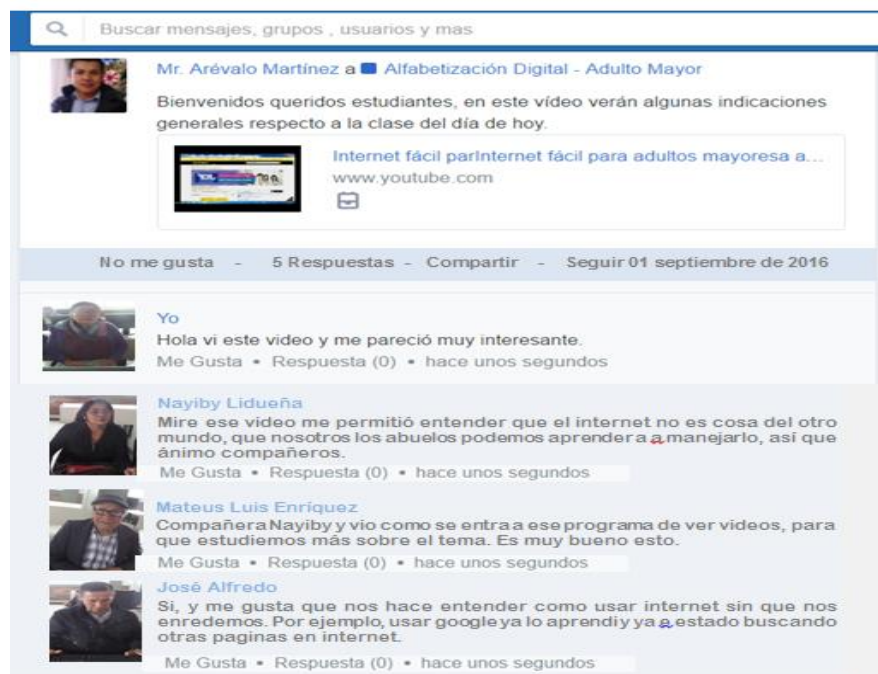 Buscar mensajes, grupos , usuarios y mas
Mr. Arévalo Martínez a Alfabetización Digital - Adulto Mayor
Bienvenidos queridos estudiantes, en este vídeo verán algunas indicaciones
generales respecto a la clase del día de hoy.
Internet fácil parInternet fácil para adultos mayoresa a...
www.youtube.com
No me gusta - 5 Respuestas - Compartir - Seguir 01 septiembre de 2016
Yo
Hola vi este video y me pareció muy interesante.
Me Gusta • Respuesta (0) • hace unos segundos
Nayiby Lidueña
Mire ese video me permitió entender que el internet no es cosa del otro
mundo, que nosotros los abuelos podemos aprender a a manejarlo, así que
ánimo compañeros.
Me Gusta • Respuesta (0) • hace unos segundos
Mateus Luis Enríquez
Compañera Nayiby y vio como se entra a ese programa de ver videos, para
que estudiemos más sobre el tema. Es muy bueno esto.
Me Gusta • Respuesta (0) • hace unos segundos
José Alfredo
Si, y me gusta que nos hace entender como usar internet sin que nos
enredemos. Por ejemplo, usar google ya lo aprendi y ya e estado buscando
otras paginas en internet.
Me Gusta • Respuesta (0) • hace unos segundos